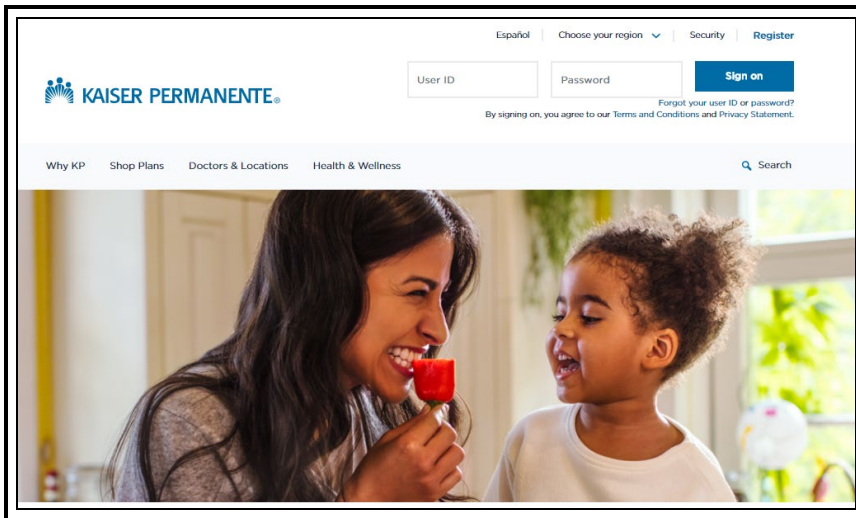 Español Choose your region Security Register
User ID Password Sign on
KAISER PERMANENTE®
Forgot your user ID or password?
By signing on, you agree to our Terms and Conditions and Privacy Statement.
Why KP Shop Plans Doctors & Locations Health & Wellness Search